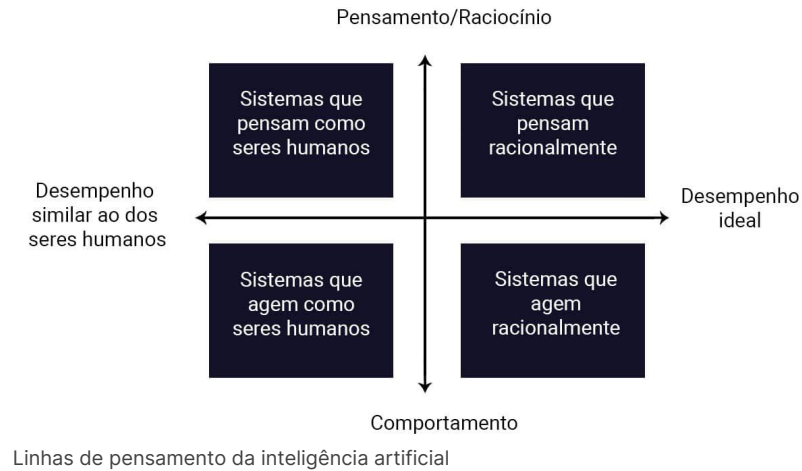 Pensamento/Raciocínio
Sistemas que
pensam como
seres humanos
Sistemas que
pensam
racionalmente
Desempenho
similar ao dos
seres humanos
Desempenho
ideal
Sistemas que
agem como
seres humanos
Sistemas que
agem
racionalmente
Comportamento
Linhas de pensamento da inteligência artificial